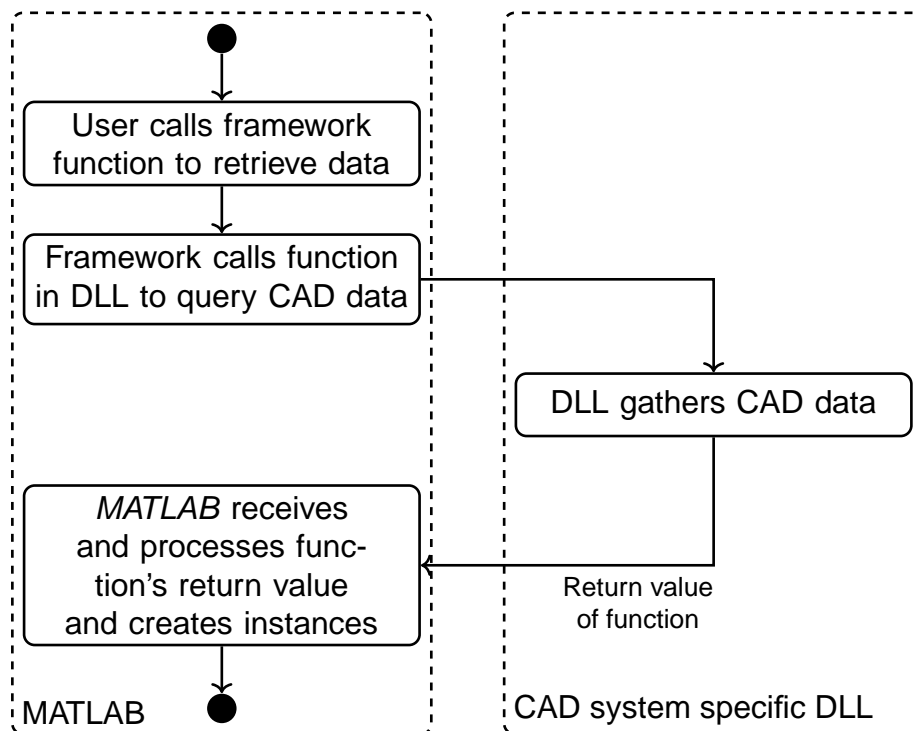 User calls framework
function to retrieve data
Framework calls function
in DLL to query CAD data
DLL gathers CAD data
MATLAB receives
and processes func-
tion's return value
and creates instances
Return value
of function
MATLAB
CAD system specific DLL